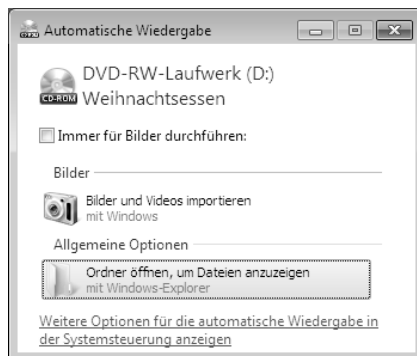 Automatische Wiedergabe
DVD-RW-Laufwerk (D:)
Weihnachtsessen
CD-ROM
Immer für Bilder durchführen:
Bilder
Bilder und Videos importieren
mit Windows
Allgemeine Optionen
Ordner öffnen, um Dateien anzuzeigen
mit Windows-Explorer
Weitere Optionen für die automatische Wiedergabe in
der Systemsteuerung anzeigen